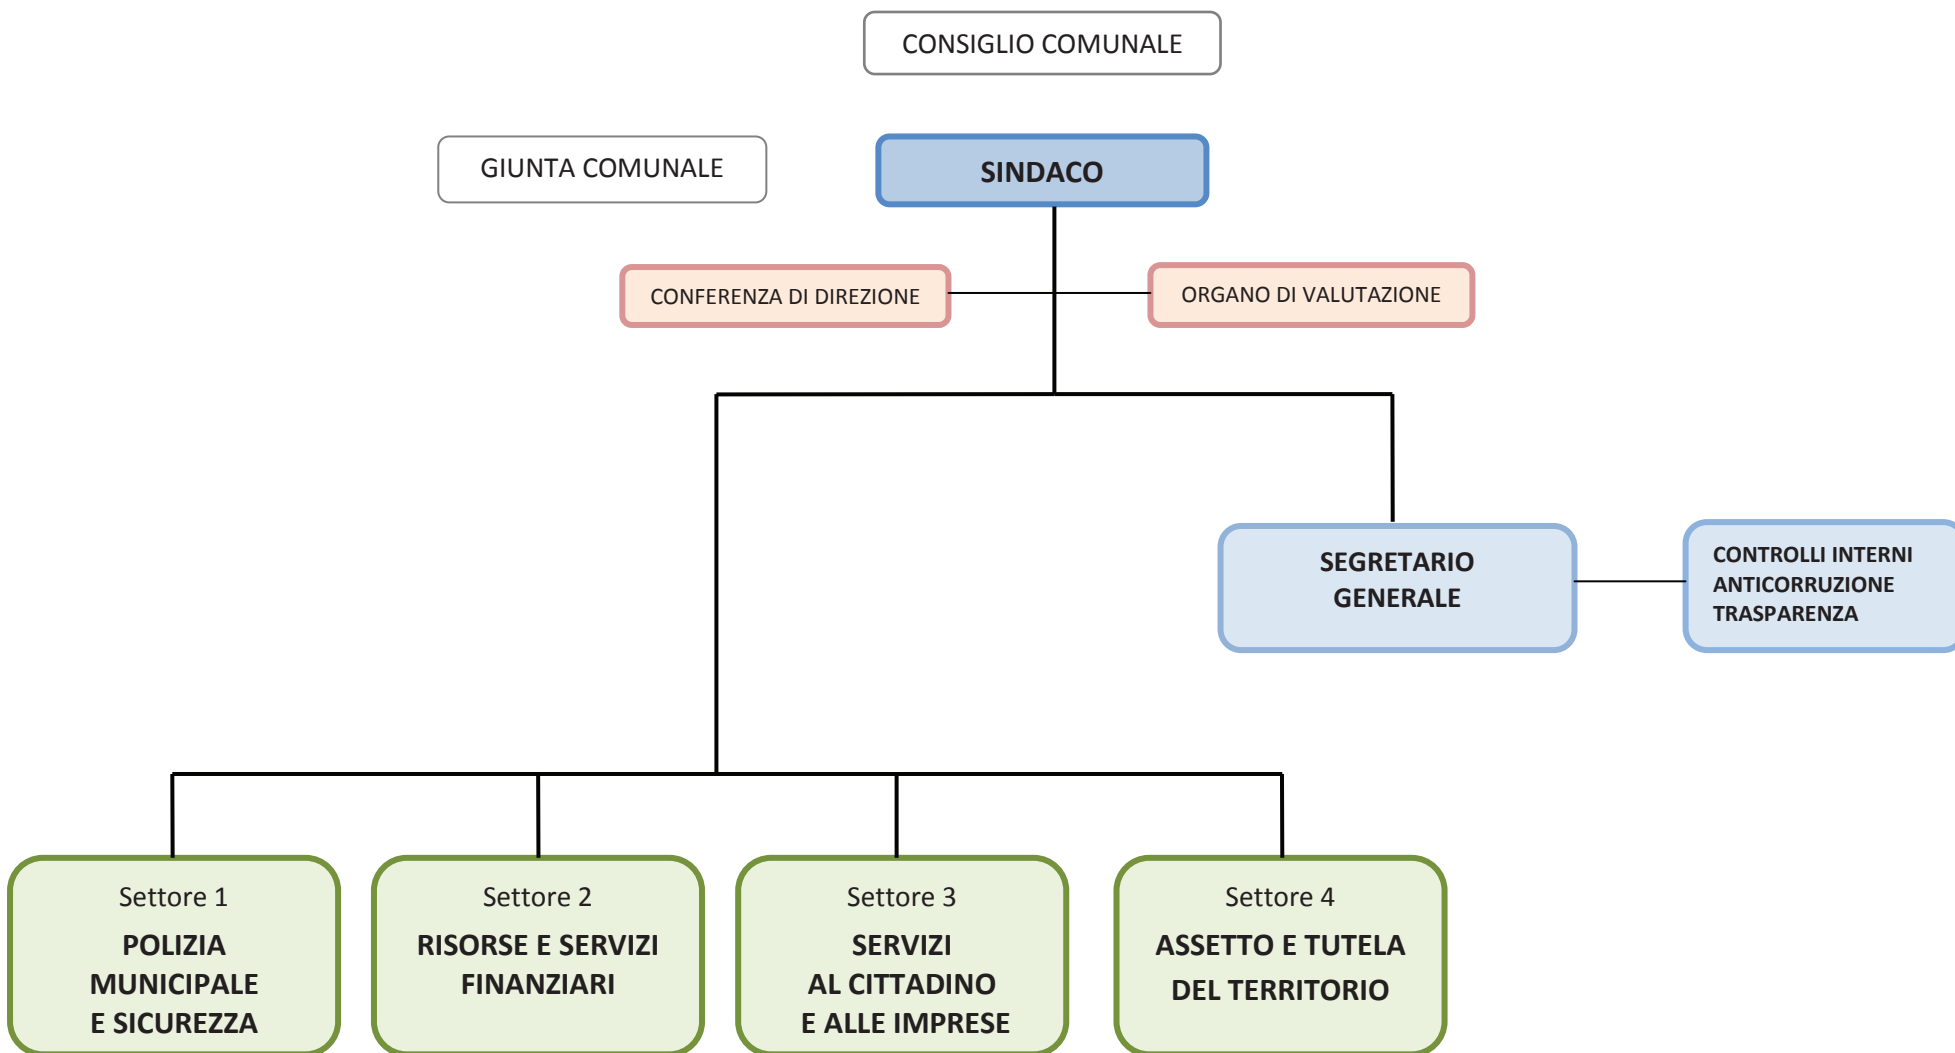 CONSIGLIO COMUNALE
GIUNTA COMUNALE
SINDACO
CONFERENZA DI DIREZIONE
ORGANO DI VALUTAZIONE
SEGRETARIO
GENERALE
CONTROLLI INTERNI
ANTICORRUZIONE
TRASPARENZA
Settore 1
POLIZIA
MUNICIPALE
E SICUREZZA
Settore 2
RISORSE E SERVIZI
FINANZIARI
Settore 3
SERVIZI
AL CITTADINO
E ALLE IMPRESE
Settore 4
ASSETTO E TUTELA
DEL TERRITORIO